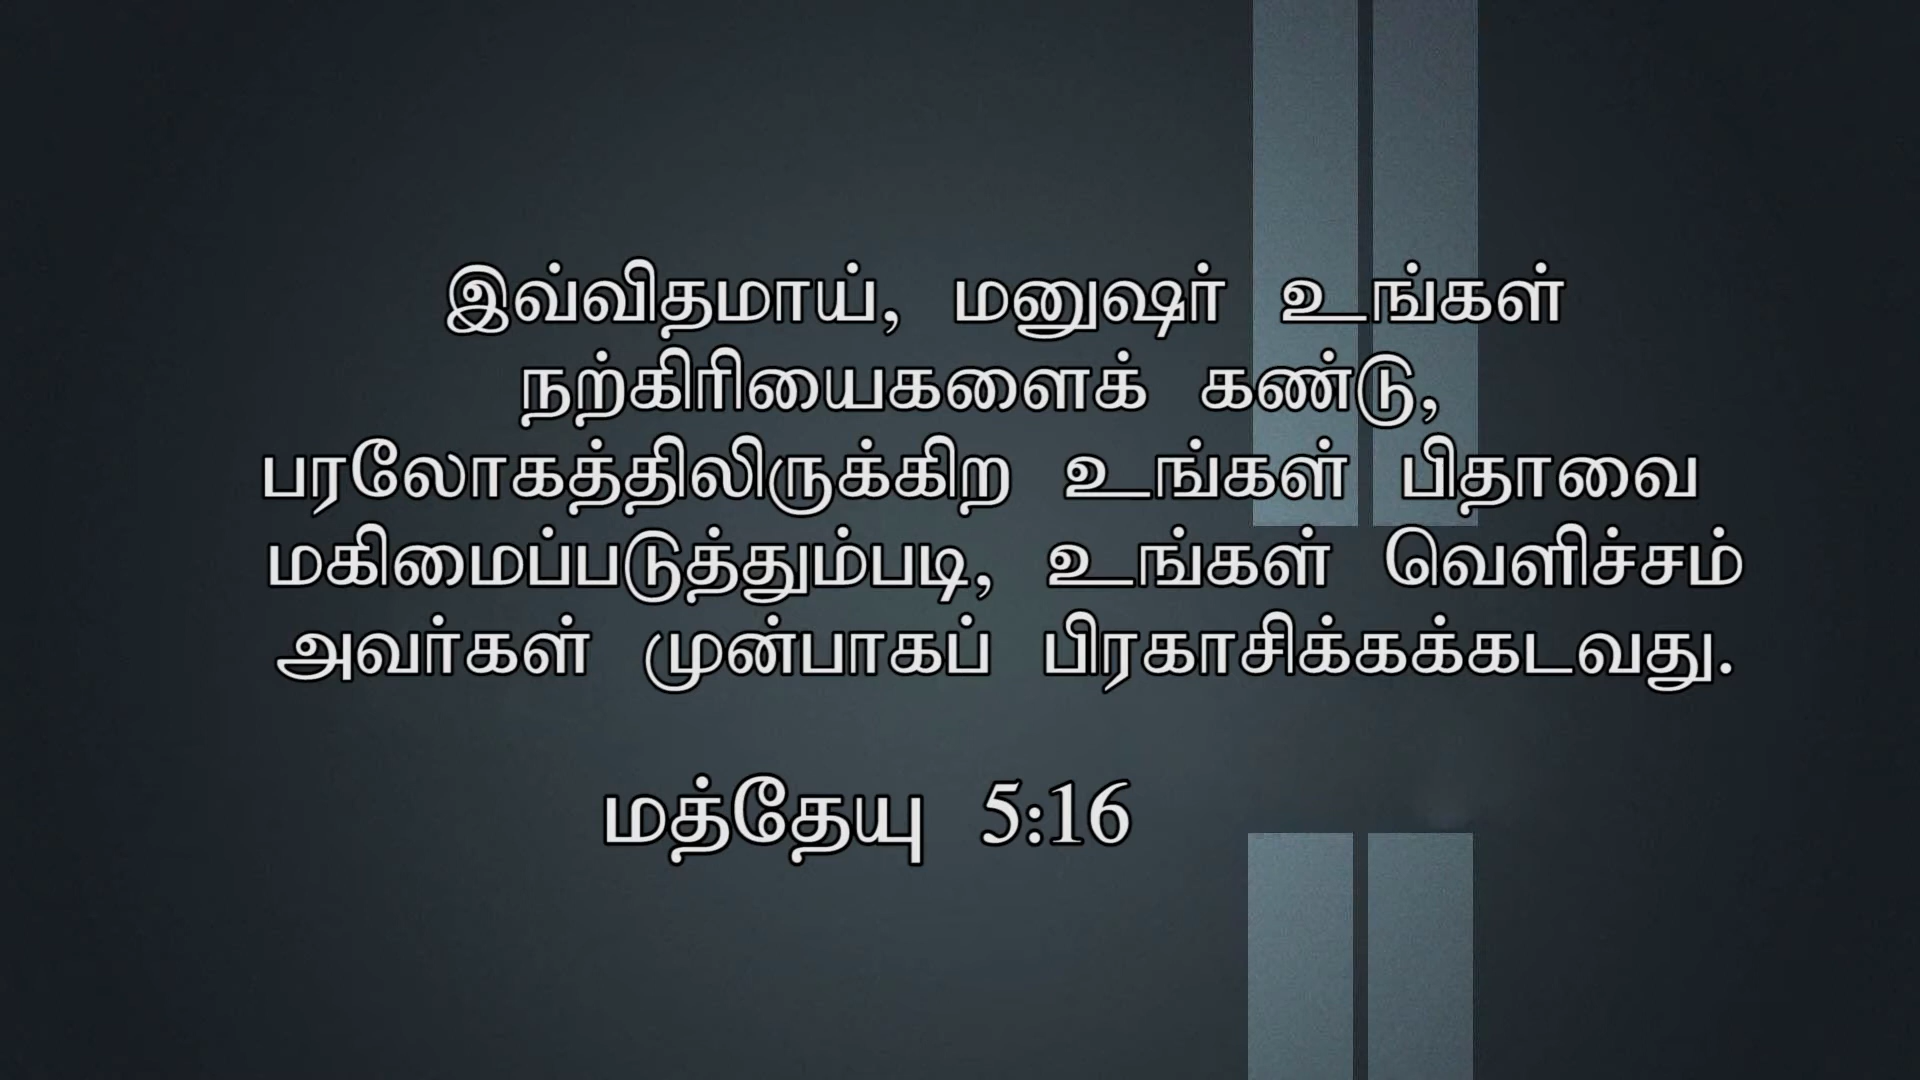 இவ்விதமாய், மனுஷர் உங்கள்
நற்கிரியைகளைக் கண்டு,
பரலோகத்திலிருக்கிற உங்கள் பிதாவை
மகிமைப்படுத்தும்படி, உங்கள் வெளிச்சம்
அவர்கள் முன்பாகப் பிரகாசிக்கக்கடவது.
மத்தேயு 5:16